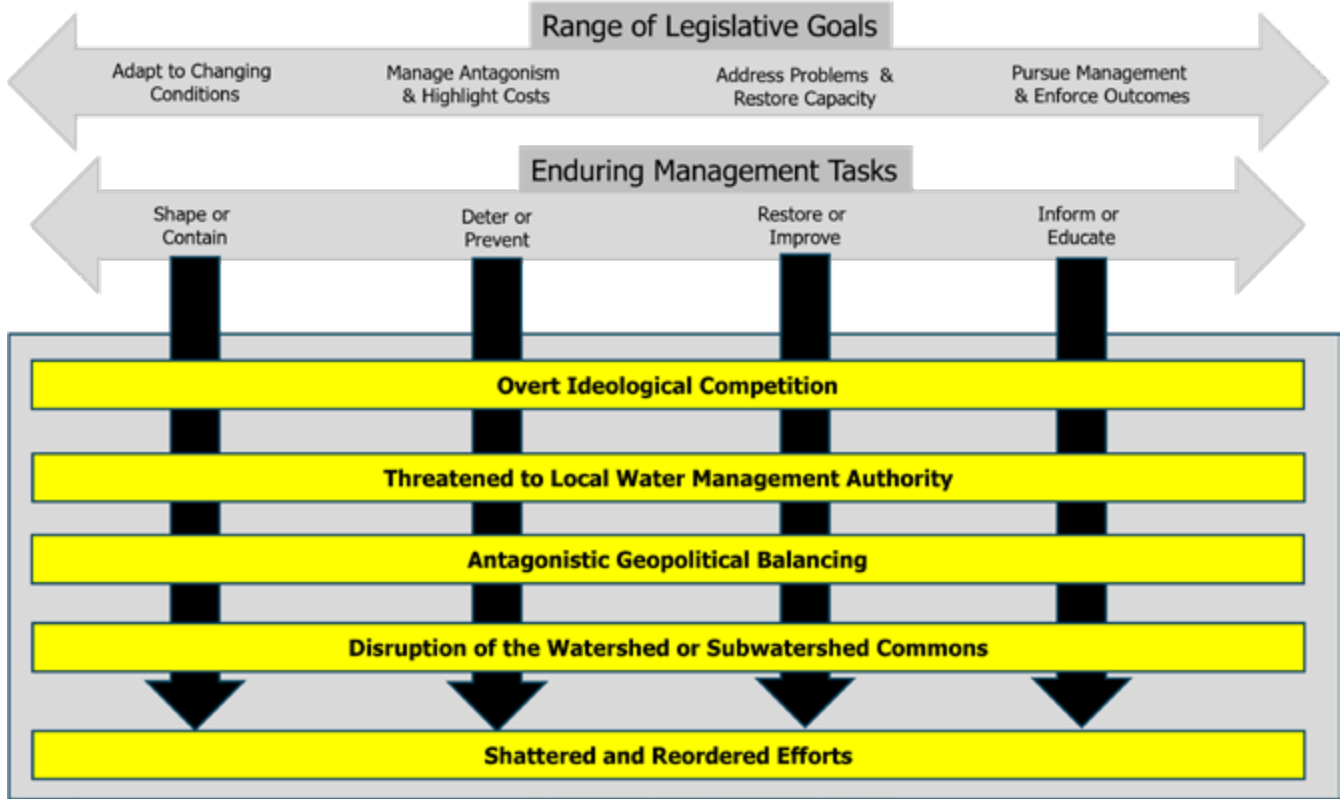 Range of Legislative Goals
Adapt to Changing
Conditions
Manage Antagonism
& Highlight Costs
Address Problems &
Restore Capacity
Pursue Management
& Enforce Outcomes
Enduring Management Tasks
Shape or
Contain
Deter or
Prevent
Restore or
Improve
Inform or
Educate
Overt Ideological Competition
Threatened to Local Water Management Authority
Antagonistic Geopolitical Balancing
Disruption of the Watershed or Subwatershed Commons
Shattered and Reordered Efforts